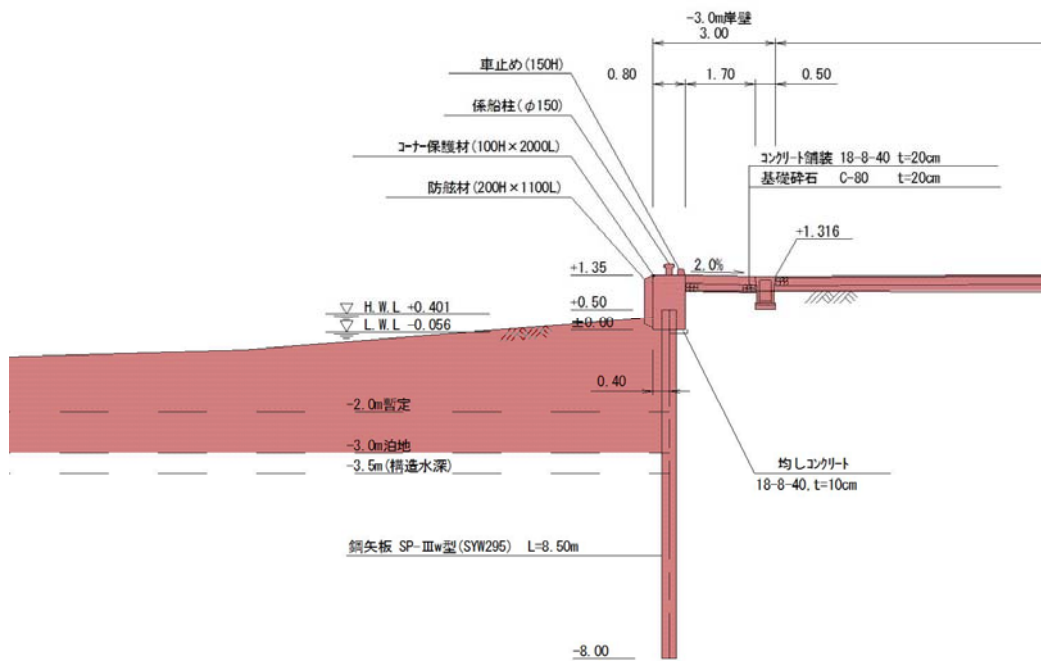 -3.0m岸壁
3.00
車止め(150H)
0.80
1.70
0.50
係船柱(φ150)
コーナー保護材(100H×2000L)
コンクリート舗装 18-8-40 t=20cm
基礎砕石 C-80 t=20cm
防舷材(200H×1100L)
+1.316
2.0%
+1.35
H.W.L +0.401
+0.50
L.W.L -0.056
±0.00
0.40
-2.0m暫定
-3.0m泊地
-3.5m(構造水深)
均しコンクリート
18-8-40,t=10cm
鋼矢板 SP-Ⅲw型(SYW295) L=8.50m
-8.00